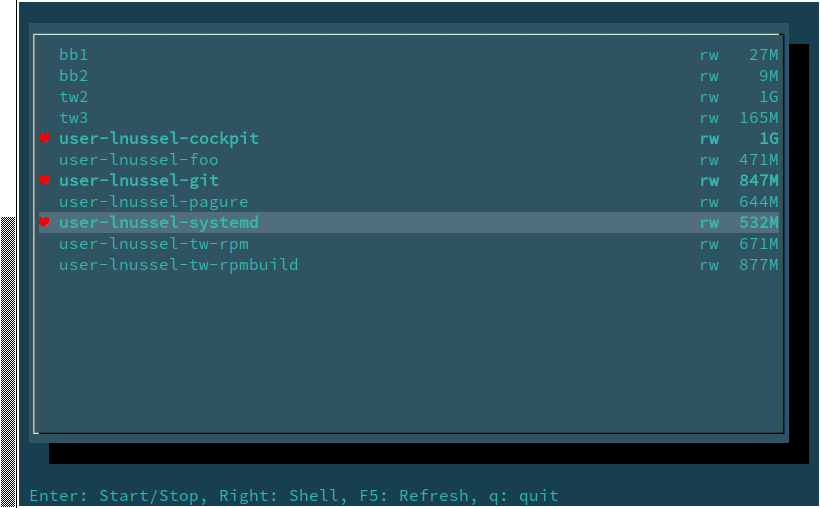 bb1 rw 27M
bb2 rw 9M
tw2 rw 1G
tw3 rw 165M
user-lnussel-cockpit rw 1G
user-lnussel-foo rw 471M
user-lnussel-git rw 847M
user-lnussel-pagure rw 644M
user-lnussel-systemd rw 532M
user-lnussel-tw-rpm rw 671M
user-lnussel-tw-rpmbuild rw 877M
Enter: Start/Stop, Right: Shell, F5: Refresh, q: quit